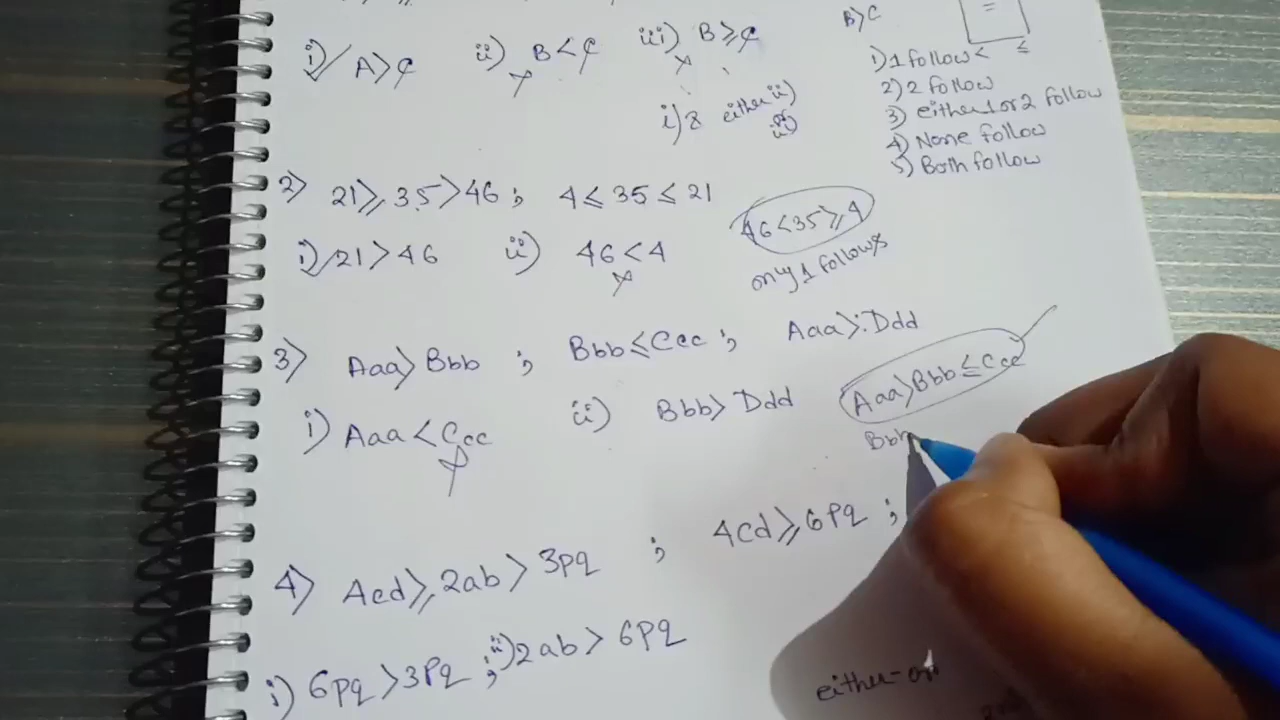 B>C
=
≤
i) A>C ii) B<C iii) B≥C
1) 1 follow<
2) 2 follow
3) either 1 or 2 follow
4) None follow
5) Both follow
i) & either ii)
or
iii)
2) 21≥35>46; 4≤35≤21
46<35≥4
i) 21>46 ii) 46<4
only 1 follows
3) Aaa>Bbb ; Bbb≤Ccc ; Aaa>Ddd
Aaa>Bbb≤Ccc
i) Aaa<Ccc ii) Bbb>Ddd
Bbb
4) Acd≥2ab>3pq ; 4cd≥6Pq ;
i) 6pq>3Pq ; ii) 2ab>6Pq
either-or